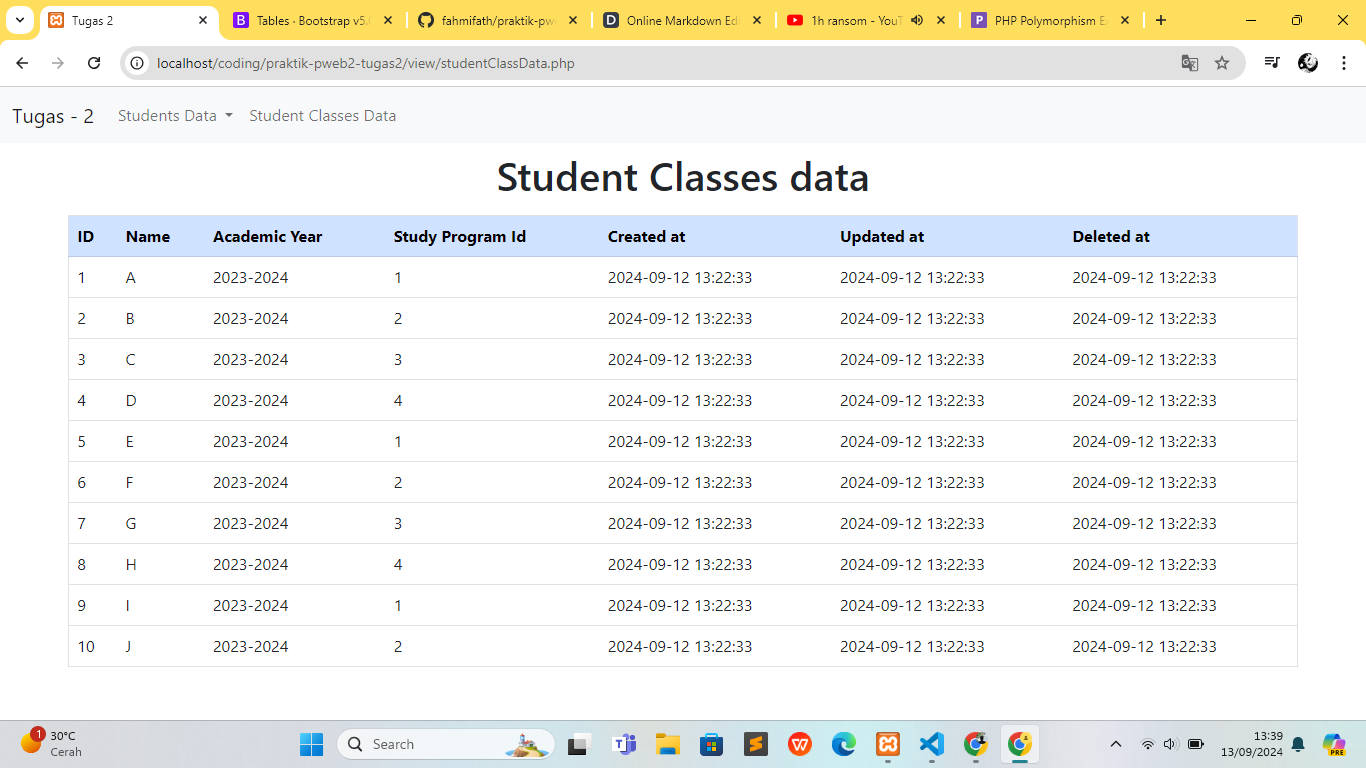 Tugas 2
Tables · Bootstrap v5.
fahmifath/praktik-pw
Online Markdown Edi
1h ransom - YouT
PHP Polymorphism E
localhost/coding/praktik-pweb2-tugas2/view/studentClassData.php
Tugas - 2 Students Data Student Classes Data
Student Classes data
ID Name Academic Year Study Program Id Created at Updated at Deleted at
1 A 2023-2024 1 2024-09-12 13:22:33 2024-09-12 13:22:33 2024-09-12 13:22:33
2 B 2023-2024 2 2024-09-12 13:22:33 2024-09-12 13:22:33 2024-09-12 13:22:33
3 C 2023-2024 3 2024-09-12 13:22:33 2024-09-12 13:22:33 2024-09-12 13:22:33
4 D 2023-2024 4 2024-09-12 13:22:33 2024-09-12 13:22:33 2024-09-12 13:22:33
5 E 2023-2024 1 2024-09-12 13:22:33 2024-09-12 13:22:33 2024-09-12 13:22:33
6 F 2023-2024 2 2024-09-12 13:22:33 2024-09-12 13:22:33 2024-09-12 13:22:33
7 G 2023-2024 3 2024-09-12 13:22:33 2024-09-12 13:22:33 2024-09-12 13:22:33
8 H 2023-2024 4 2024-09-12 13:22:33 2024-09-12 13:22:33 2024-09-12 13:22:33
9 I 2023-2024 1 2024-09-12 13:22:33 2024-09-12 13:22:33 2024-09-12 13:22:33
10 J 2023-2024 2 2024-09-12 13:22:33 2024-09-12 13:22:33 2024-09-12 13:22:33
1
30°C
Cerah
Search
13:39
13/09/2024
PRE